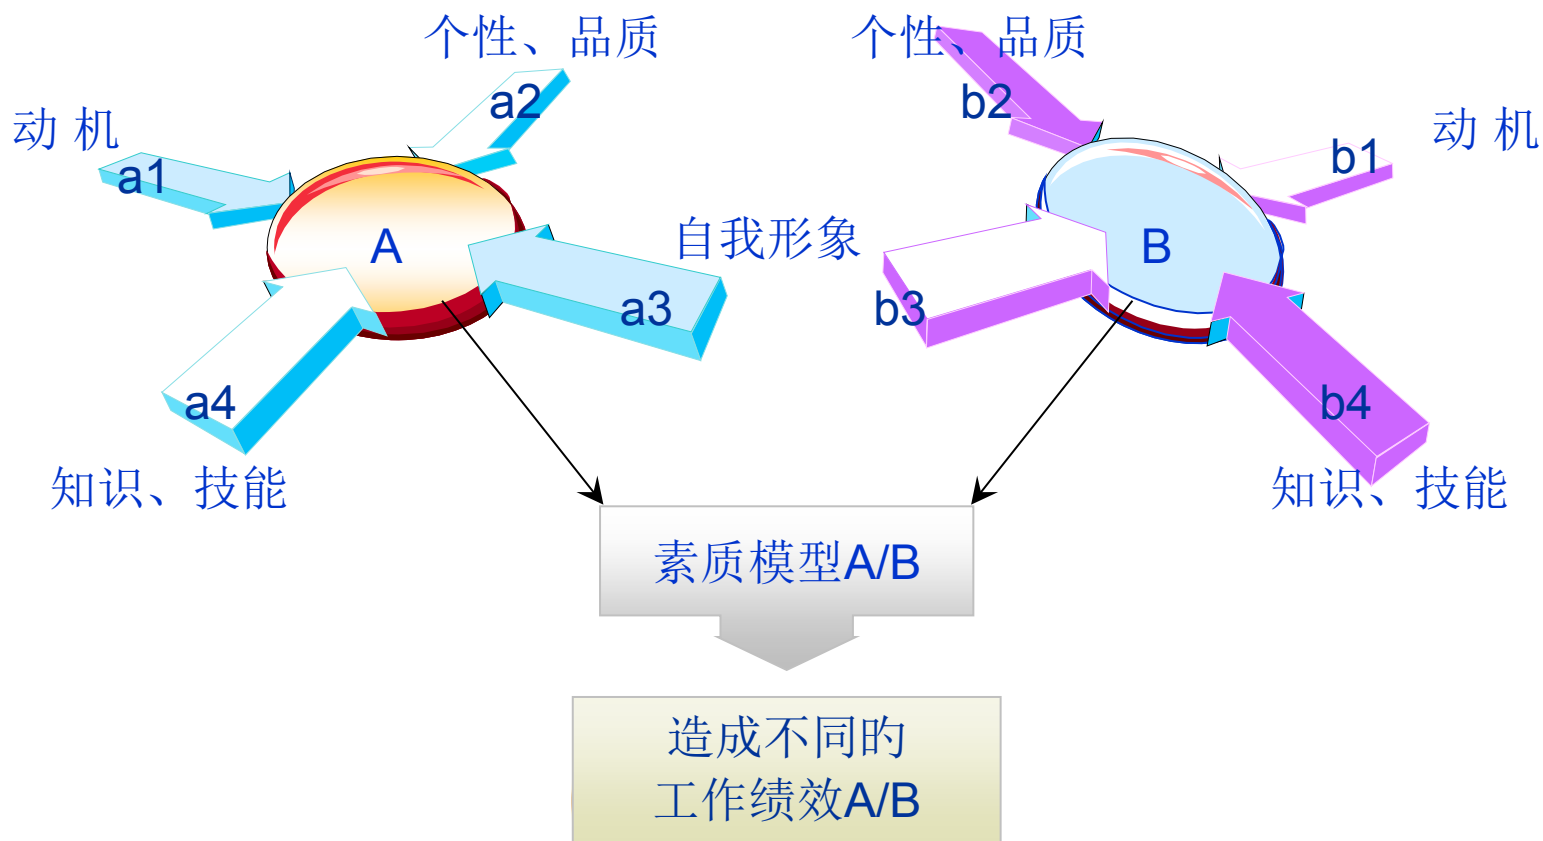 个性、品质
个性、品质
a2
b2
动 机
动 机
a1
b1
自我形象
A
B
a3
b3
a4
b4
知识、技能
知识、技能
素质模型A/B
造成不同旳
工作绩效A/B